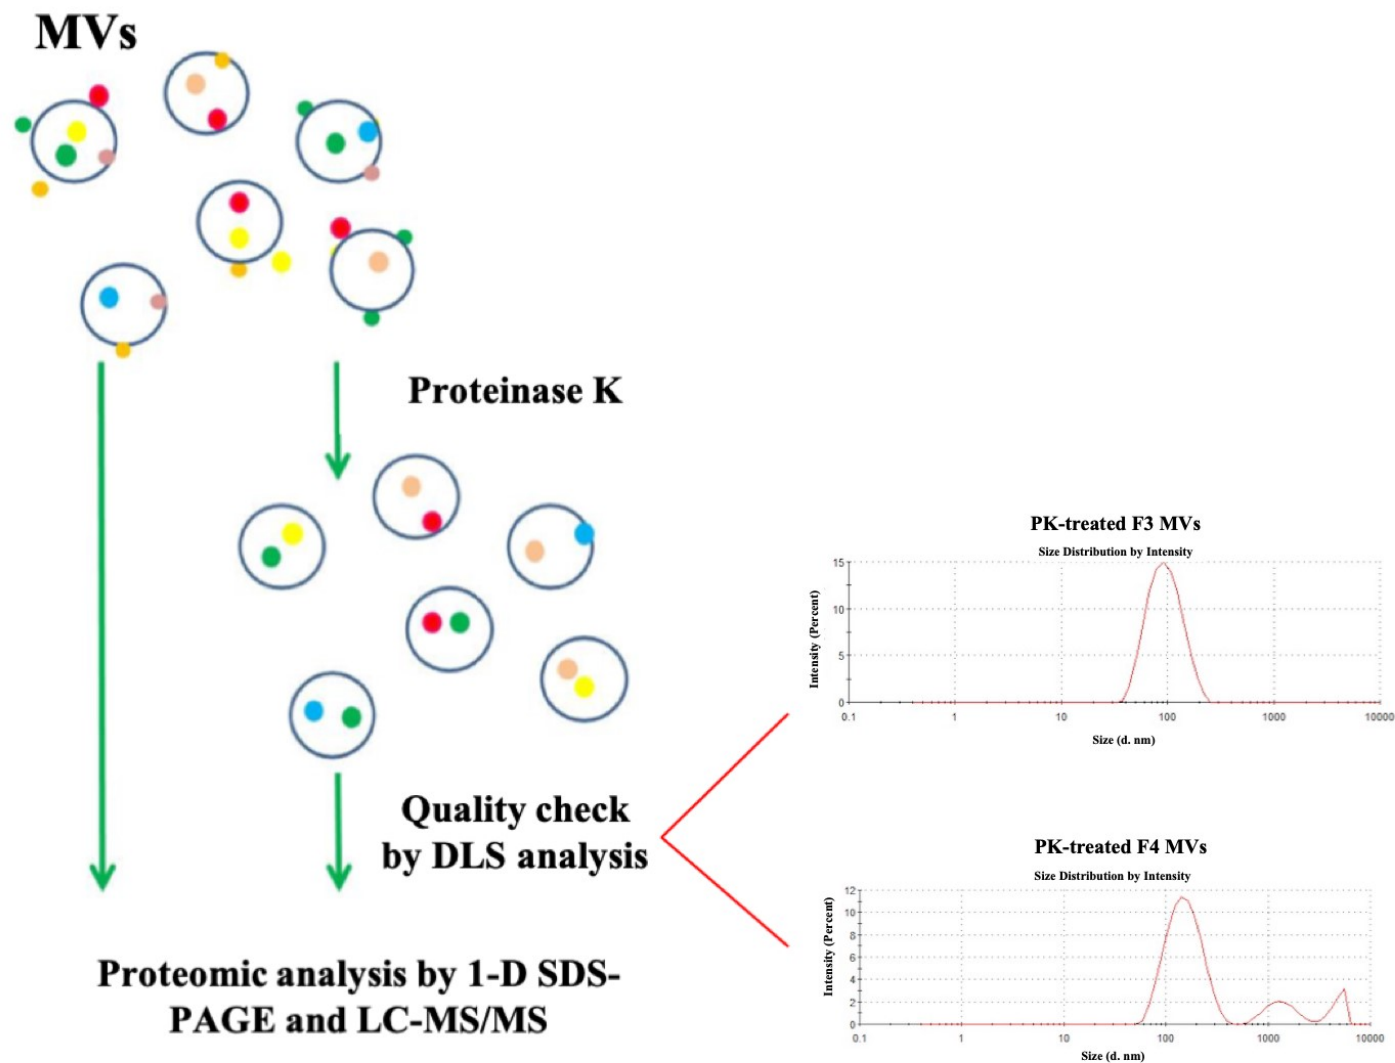 MVs
Proteinase K
Quality check
by DLS analysis
Proteomic analysis by 1-D SDS-
PAGE and LC-MS/MS
PK-treated F3 MVs
Size Distribution by Intensity
Intensity (Percent)
15
10
5
0
0.1 1 10 100 1000 10000
Size (d. nm)
PK-treated F4 MVs
Size Distribution by Intensity
Intensity (Percent)
12
10
8
6
4
2
0
0.1 1 10 100 1000 10000
Size (d. nm)